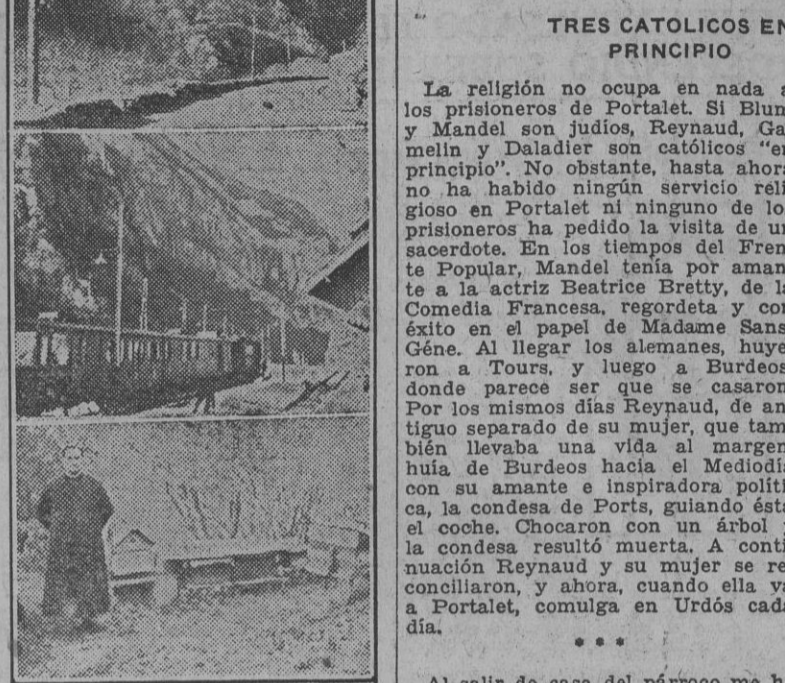 TRES CATOLICOS EN
PRINCIPIO
La religión no ocupa en nada a
los prisioneros de Portalet. Si Blum
y Mandel son judíos, Reynaud, Ga
melin y Daladier son católicos "en
principio". No obstante, hasta ahora
no ha habido ningún servicio reli
gioso en Portalet ni ninguno de lo
prisioneros ha pedido la visita de un
sacerdote. En los tiempos del Fren
te Popular, Mandel tenía por aman
te a la actriz Beatrice Bretty, de la
Comedia Francesa, regordeta y con
éxito en el papel de Madame Sans
Géne. Al llegar los alemanes, huye
ron a Tours, y luego a Burdeos
donde parece ser que se casaron
Por los mismos días Reynaud, de an
tiguo separado de su mujer, que tam
bién llevaba una vida al margen
huía de Burdeos hacia el Mediodía
con su amante e inspiradora políti
ca, la condesa de Ports, guiando ésta
el coche. Chocaron con un árbol y
la condesa resultó muerta. A conti
nuación Reynaud y su mujer se re
conciliaron, y ahora, cuando ella va
a Portalet, comulga en Urdós cada
día.
* * *
Al salir de casa del párroco me h